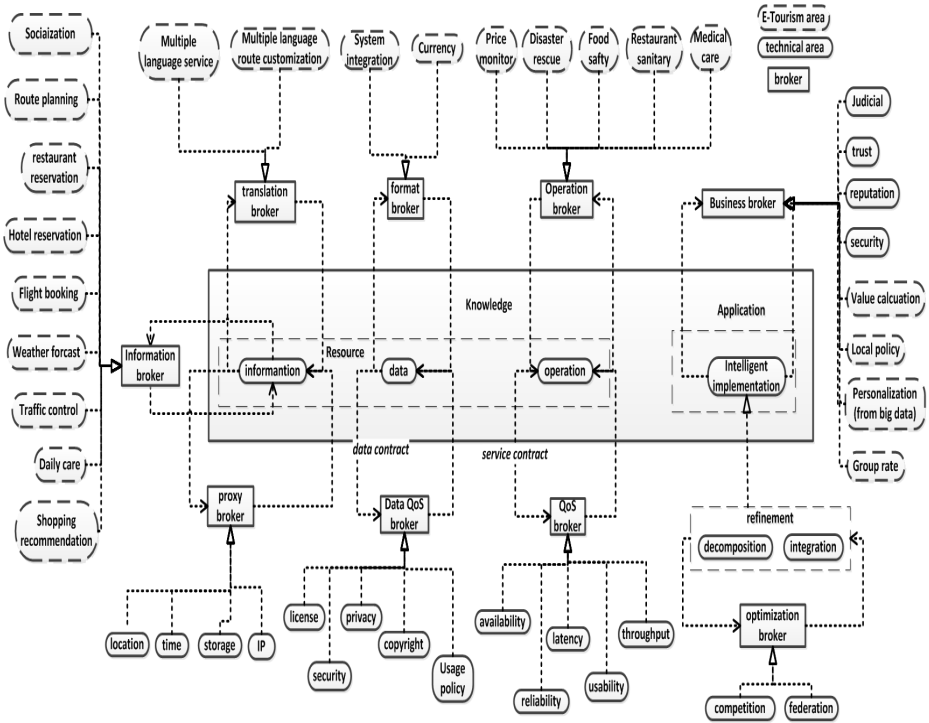 Sociaization
Route planning
restaurant
reservation
Hotel reservation
Flight booking
Weather forcast
Traffic control
Daily care
Shopping
recommendation
Multiple
language service
Multiple language
route customization
System
integration
Currency
Price
monitor
Disaster
rescue
Food
safty
Restaurant
sanitary
Medical
care
E-Tourism area
technical area
broker
Judicial
trust
reputation
security
Value calcuation
Local policy
Personalization
(from big data)
Group rate
translation
broker
format
broker
Operation
broker
Business broker
Information
broker
Knowledge
Application
Resource
informantion
data
operation
Intelligent
implementation
data contract
service contract
proxy
broker
Data QoS
broker
QoS
broker
refinement
decomposition
integration
optimization
broker
location
time
storage
IP
license
privacy
security
copyright
Usage
policy
availability
latency
throughput
reliability
usability
competition
federation